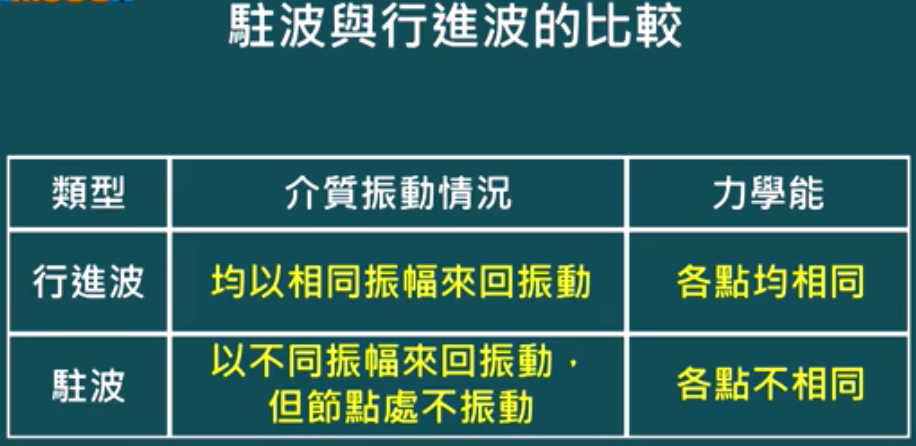 駐波與行進波的比較
類型 介質振動情況 力學能
行進波 均以相同振幅來回振動 各點均相同
駐波 以不同振幅來回振動，
但節點處不振動 各點不相同